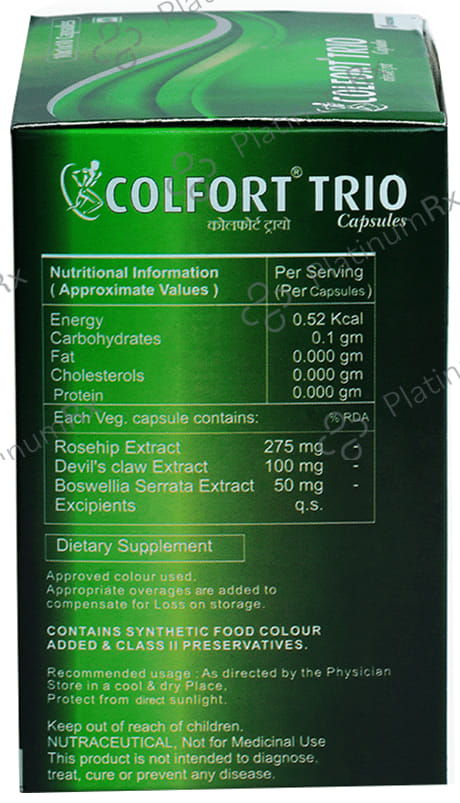 COLFORT TRIO
Capsules
COLFORT® TRIO
कोलफोर्ट ट्रायो
Capsules
Nutritional Information
( Approximate Values )
Per Serving
(Per Capsules)
Energy 0.52 Kcal
Carbohydrates 0.1 gm
Fat 0.000 gm
Cholesterols 0.000 gm
Protein 0.000 gm
Each Veg. capsule contains: %RDA
Rosehip Extract 275 mg -
Devil's claw Extract 100 mg -
Boswellia Serrata Extract 50 mg -
Excipients q.s.
Dietary Supplement
Approved colour used.
Appropriate overages are added to
compensate for Loss on storage.
CONTAINS SYNTHETIC FOOD COLOUR
ADDED & CLASS II PRESERVATIVES.
Recommended usage : As directed by the Physician
Store in a cool & dry Place,
Protect from direct sunlight.
Keep out of reach of children.
NUTRACEUTICAL, Not for Medicinal Use
This product is not intended to diagnose,
treat, cure or prevent any disease.
PlatinumRx